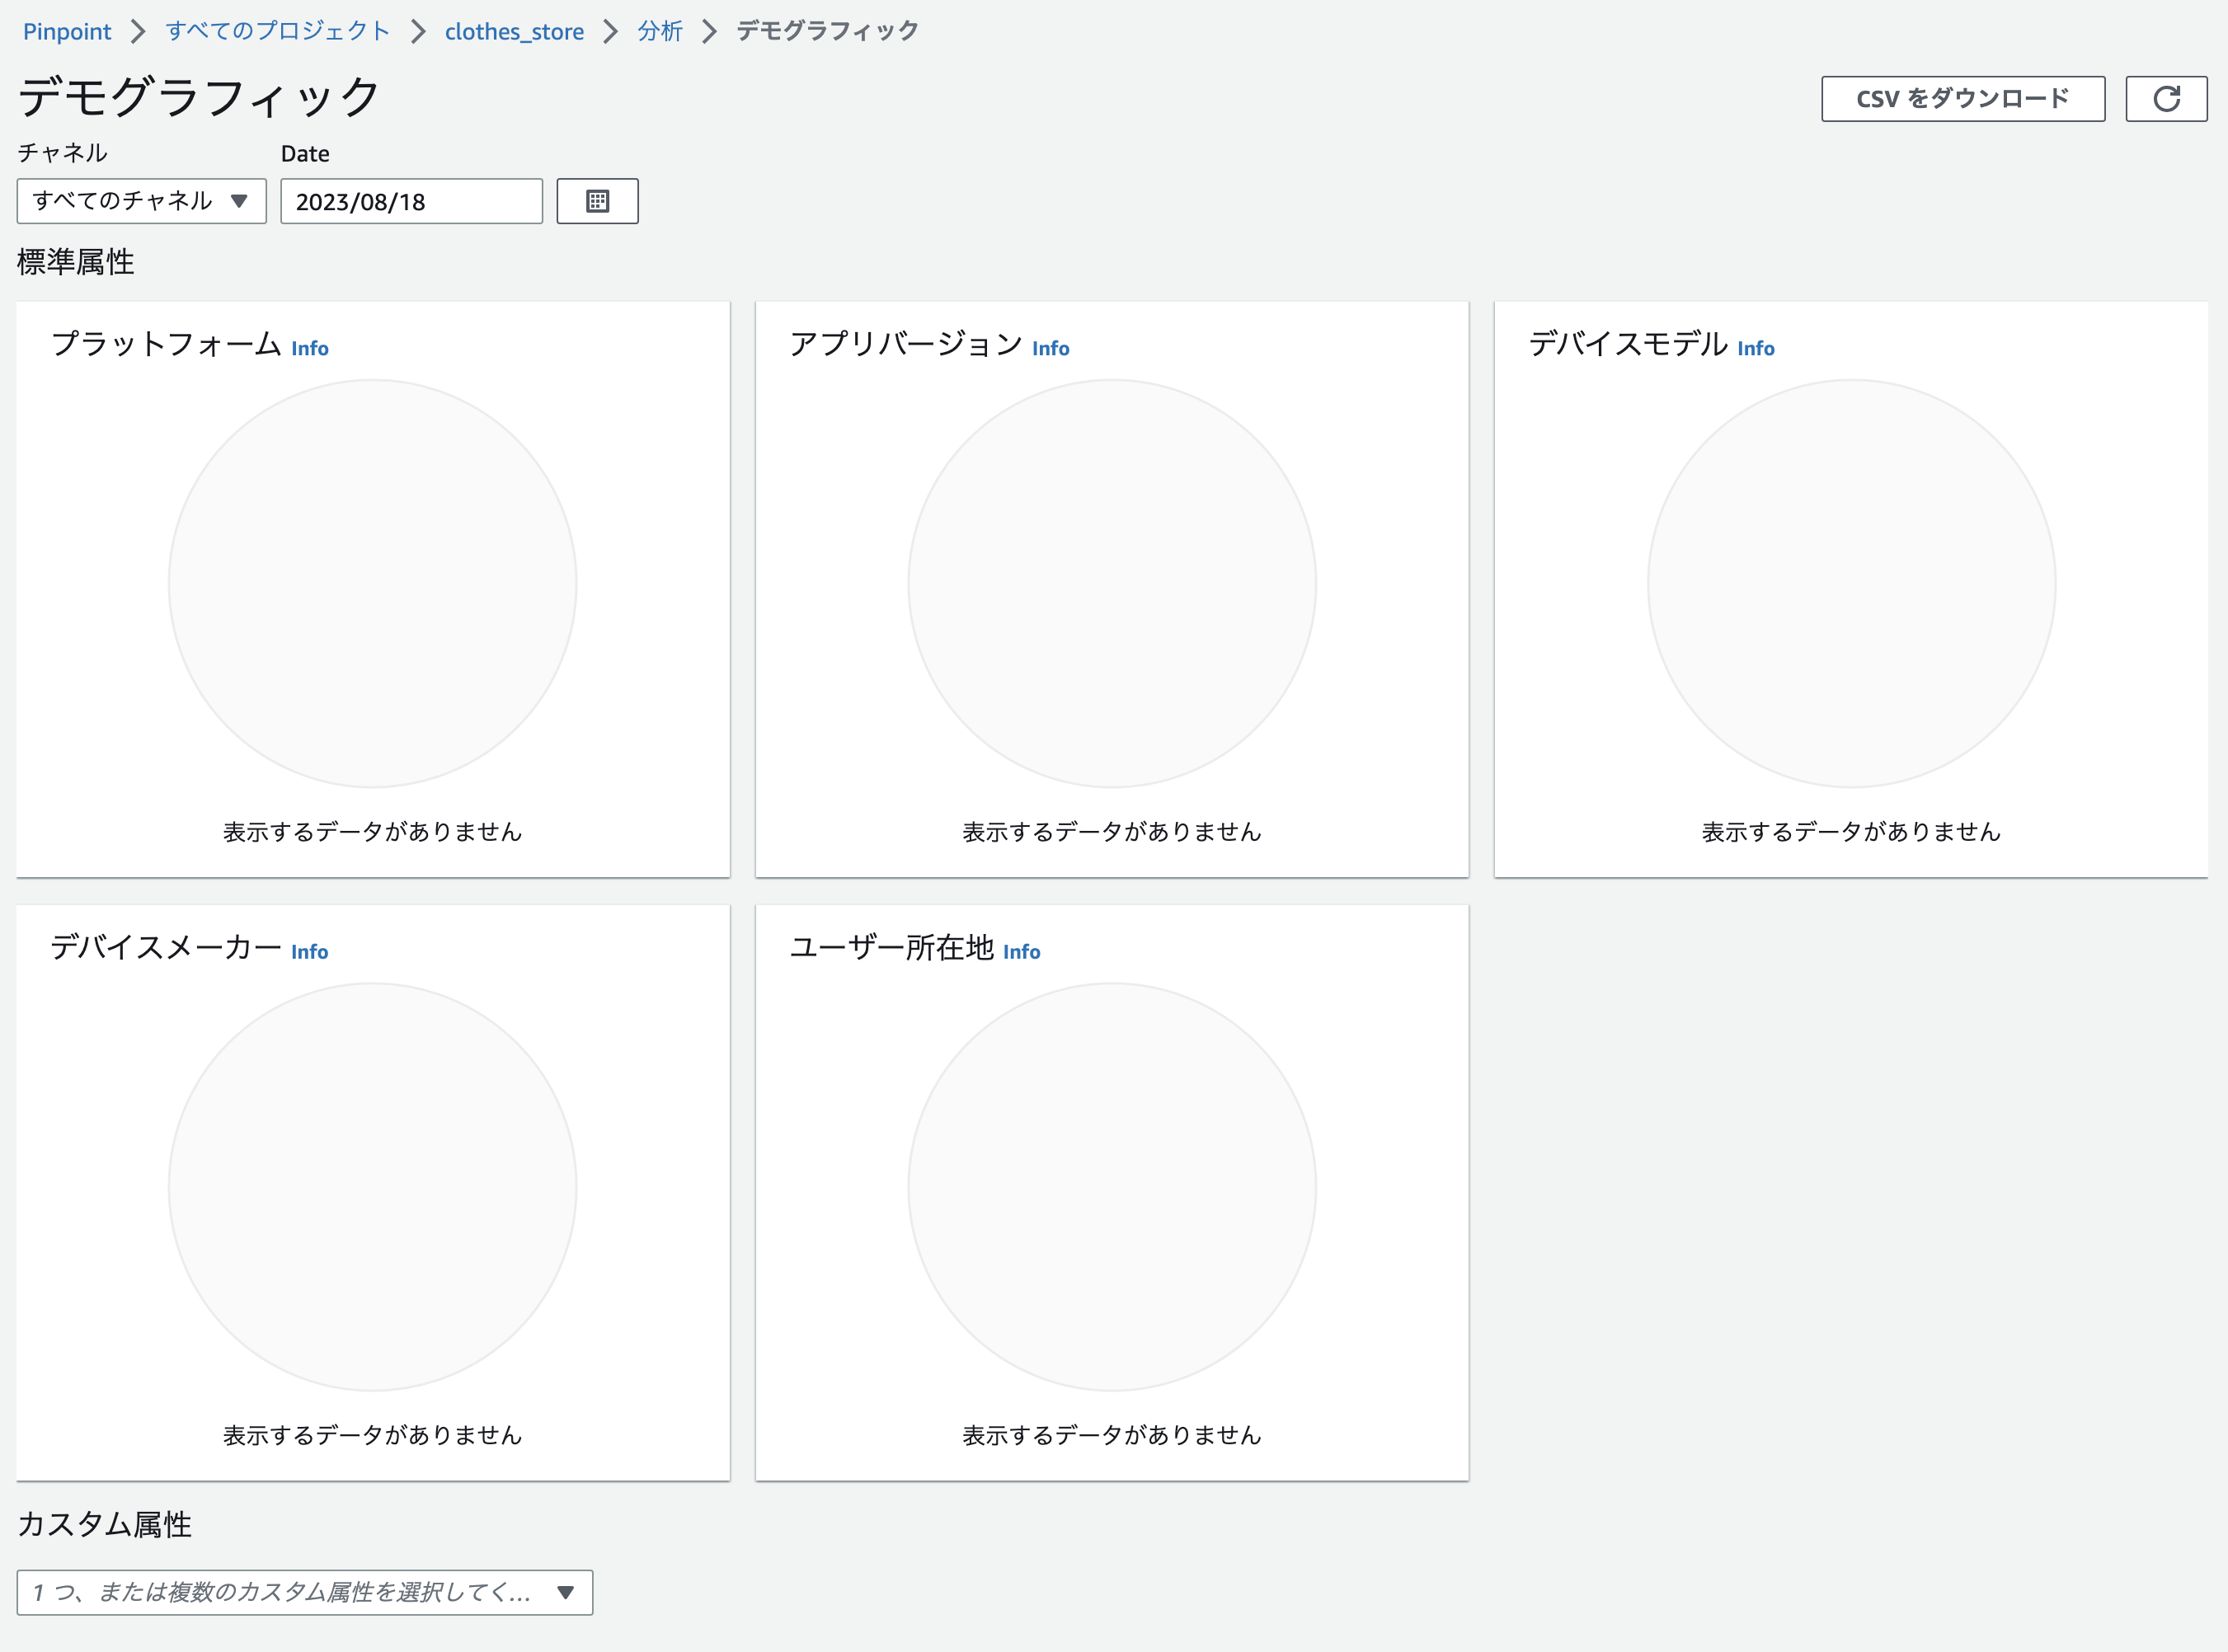 Pinpoint > すべてのプロジェクト > clothes_store > 分析 > デモグラフィック
デモグラフィック
CSV をダウンロード
チャネル Date
すべてのチャネル 2023/08/18
標準属性
プラットフォーム Info
アプリバージョン Info
デバイスモデル Info
表示するデータがありません
表示するデータがありません
表示するデータがありません
デバイスメーカー Info
ユーザー所在地 Info
表示するデータがありません
表示するデータがありません
カスタム属性
1 つ、または複数のカスタム属性を選択してく...